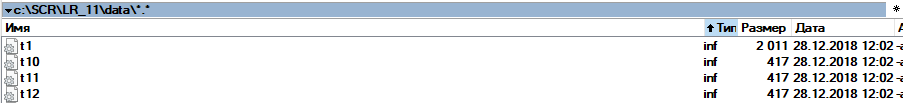 c:\SCR\LR_11\data\*.* *
Имя Тип Размер Дата
t1 inf 2 011 28.12.2018 12:02
t10 inf 417 28.12.2018 12:02
t11 inf 417 28.12.2018 12:02
t12 inf 417 28.12.2018 12:02